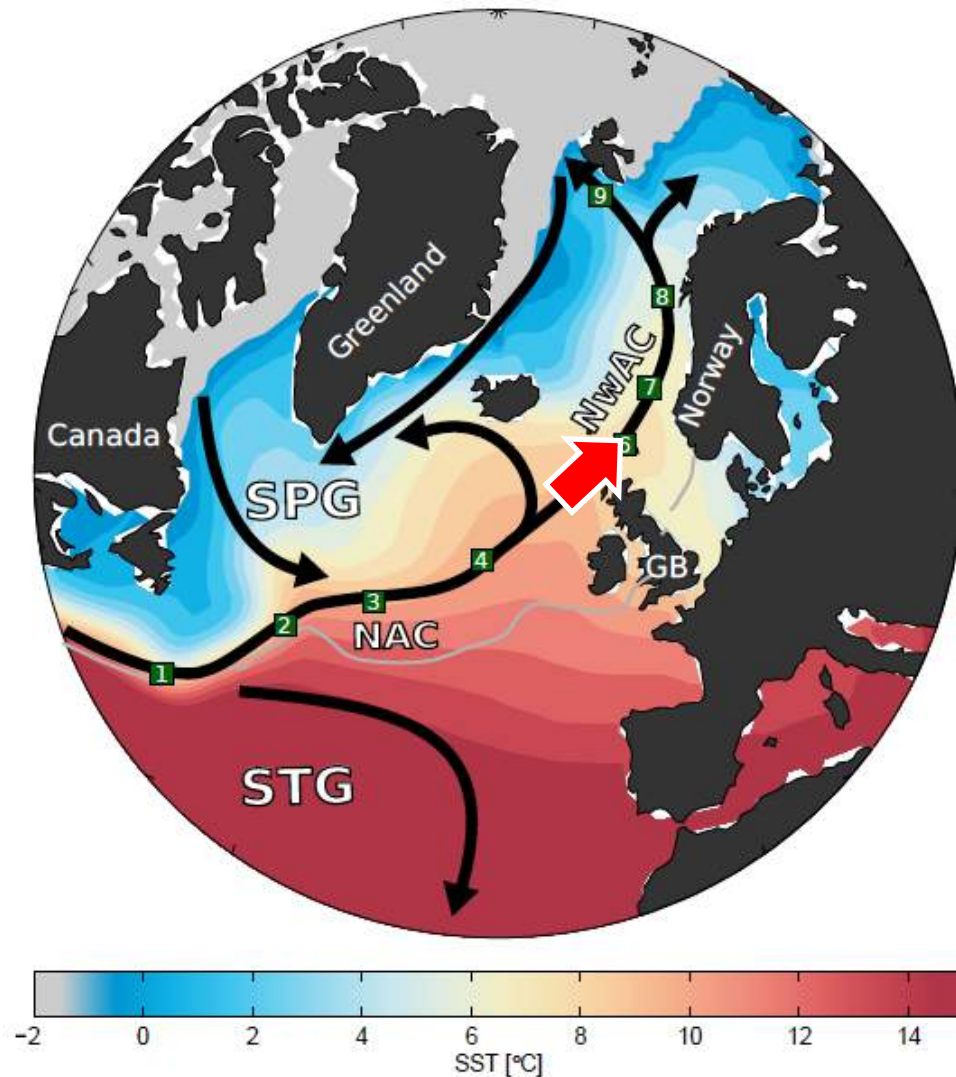 9
Greenland
8
NwAC
Norway
7
Canada
6
SPG
4
GB
3
2
NAC
1
STG
−2 0 2 4 6 8 10 12 14
SST [°C]